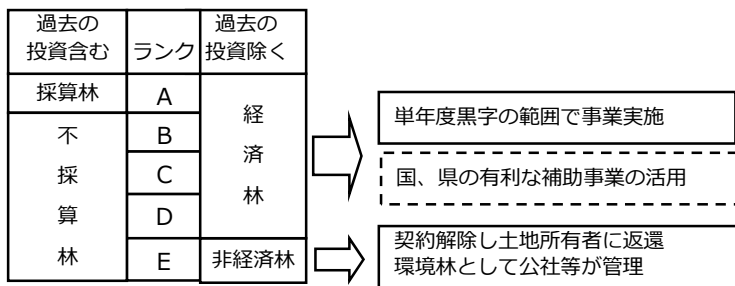 過去の
投資含む
ランク
過去の
投資除く
採算林
A
経
済
林
不
採
算
林
B
C
D
E
非経済林
単年度黒字の範囲で事業実施
国、県の有利な補助事業の活用
契約解除し土地所有者に返還
環境林として公社等が管理